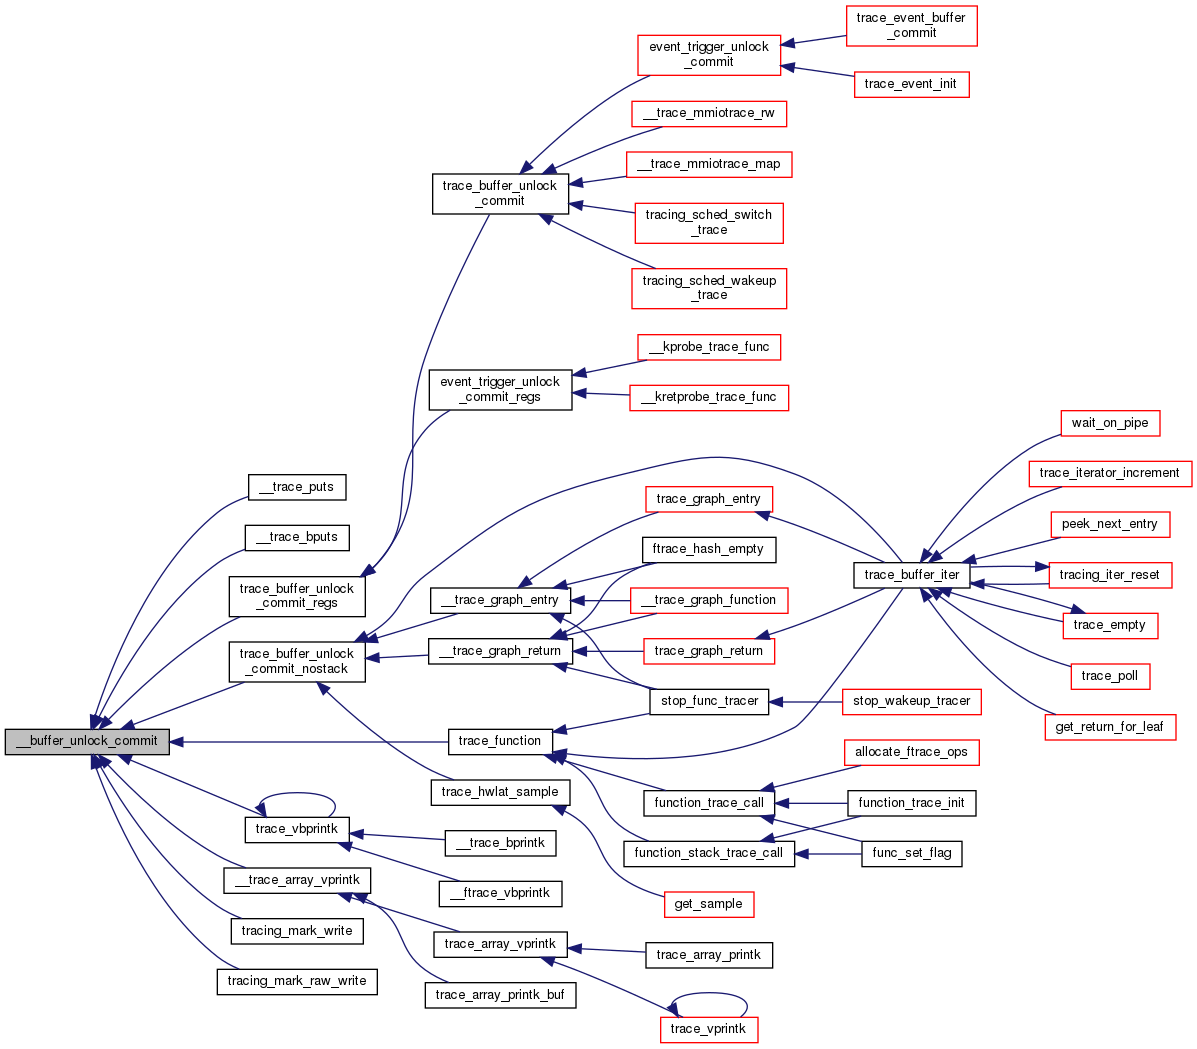 trace_event_buffer
_commit
event_trigger_unlock
_commit
trace_event_init
__trace_mmiotrace_rw
__trace_mmiotrace_map
trace_buffer_unlock
_commit
tracing_sched_switch
_trace
tracing_sched_wakeup
_trace
__kprobe_trace_func
event_trigger_unlock
_commit_regs
__kretprobe_trace_func
wait_on_pipe
trace_iterator_increment
__trace_puts
trace_graph_entry
peek_next_entry
__trace_bputs
ftrace_hash_empty
trace_buffer_iter
tracing_iter_reset
trace_buffer_unlock
_commit_regs
__trace_graph_entry
__trace_graph_function
trace_empty
trace_buffer_unlock
_commit_nostack
__trace_graph_return
trace_graph_return
trace_poll
stop_func_tracer
stop_wakeup_tracer
get_return_for_leaf
__buffer_unlock_commit
trace_function
allocate_ftrace_ops
trace_hwlat_sample
function_trace_call
function_trace_init
trace_vbprintk
__trace_bprintk
function_stack_trace_call
func_set_flag
__trace_array_vprintk
__ftrace_vbprintk
get_sample
tracing_mark_write
trace_array_vprintk
trace_array_printk
tracing_mark_raw_write
trace_array_printk_buf
trace_vprintk